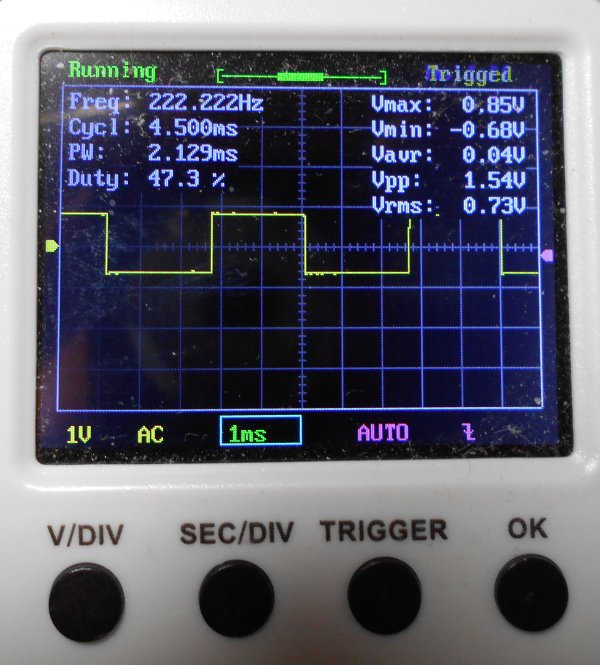 Running Trigged
Freq: 222.222Hz Vmax: 0.85V
Cycl: 4.500ms Vmin: -0.68V
PW: 2.129ms Vavr: 0.04V
Duty: 47.3 % Vpp: 1.54V
Vrms: 0.73V
1V AC 1ms AUTO
V/DIV SEC/DIV TRIGGER OK